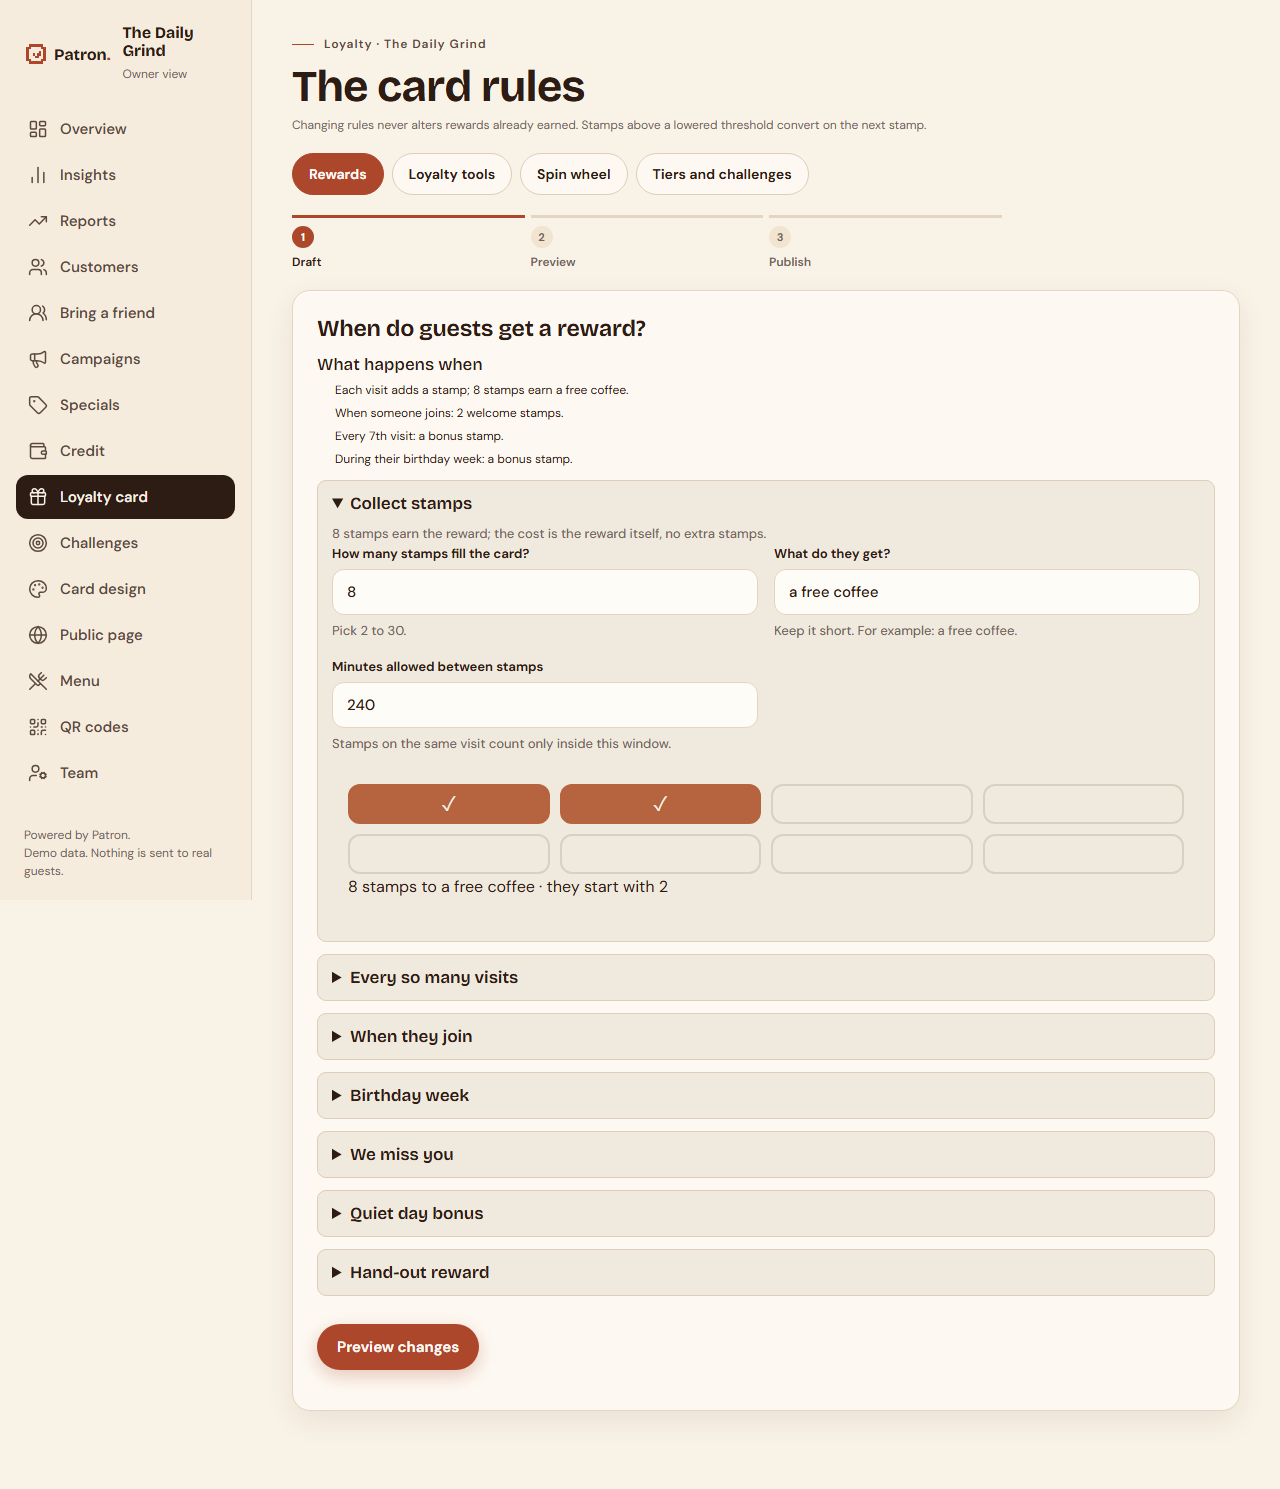 Patron.
The Daily
Grind
Owner view
Overview
Insights
Reports
Customers
Bring a friend
Campaigns
Specials
Credit
Loyalty card
Challenges
Card design
Public page
Menu
QR codes
Team
Powered by Patron.
Demo data. Nothing is sent to real
guests.
Loyalty · The Daily Grind
The card rules
Changing rules never alters rewards already earned. Stamps above a lowered threshold convert on the next stamp.
Rewards
Loyalty tools
Spin wheel
Tiers and challenges
1
Draft
2
Preview
3
Publish
When do guests get a reward?
What happens when
Each visit adds a stamp; 8 stamps earn a free coffee.
When someone joins: 2 welcome stamps.
Every 7th visit: a bonus stamp.
During their birthday week: a bonus stamp.
Collect stamps
8 stamps earn the reward; the cost is the reward itself, no extra stamps.
How many stamps fill the card?
8
Pick 2 to 30.
What do they get?
a free coffee
Keep it short. For example: a free coffee.
Minutes allowed between stamps
240
Stamps on the same visit count only inside this window.
✓ ✓
8 stamps to a free coffee · they start with 2
Every so many visits
When they join
Birthday week
We miss you
Quiet day bonus
Hand-out reward
Preview changes